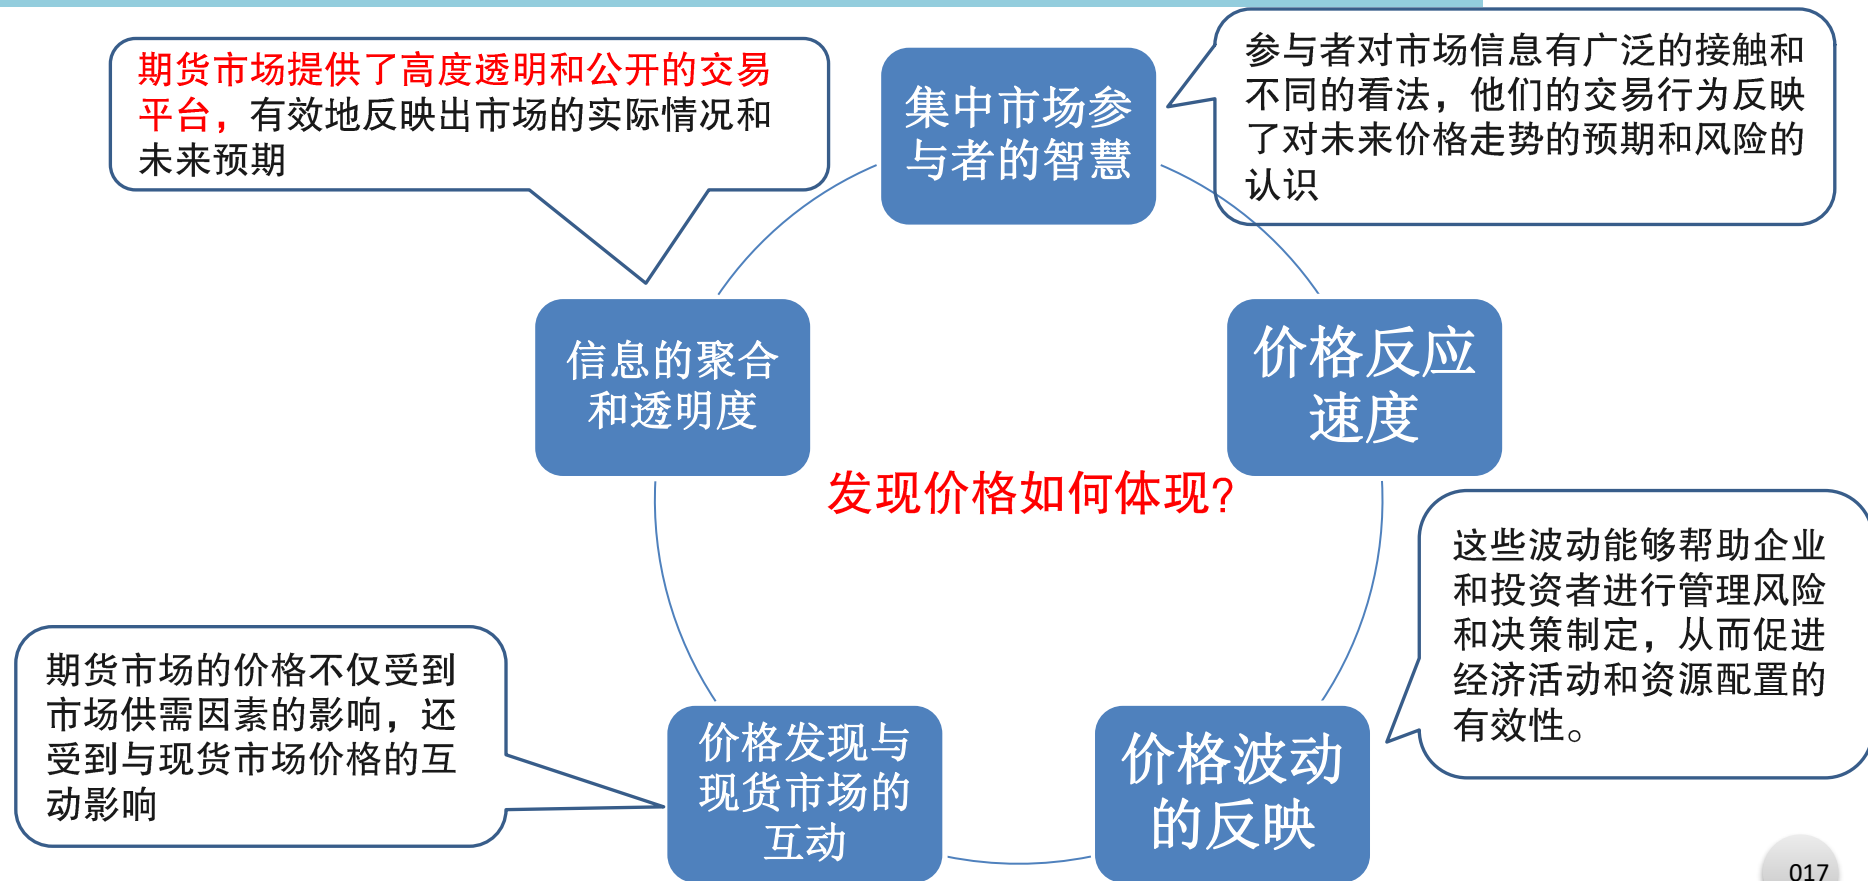 期货市场提供了高度透明和公开的交易
平台，有效地反映出市场的实际情况和
未来预期
集中市场参
与者的智慧
参与者对市场信息有广泛的接触和
不同的看法，他们的交易行为反映
了对未来价格走势的预期和风险的
认识
信息的聚合
和透明度
价格反应
速度
发现价格如何体现?
这些波动能够帮助企业
和投资者进行管理风险
和决策制定，从而促进
经济活动和资源配置的
有效性。
期货市场的价格不仅受到
市场供需因素的影响，还
受到与现货市场价格的互
动影响
价格发现与
现货市场的
互动
价格波动
的反映
017